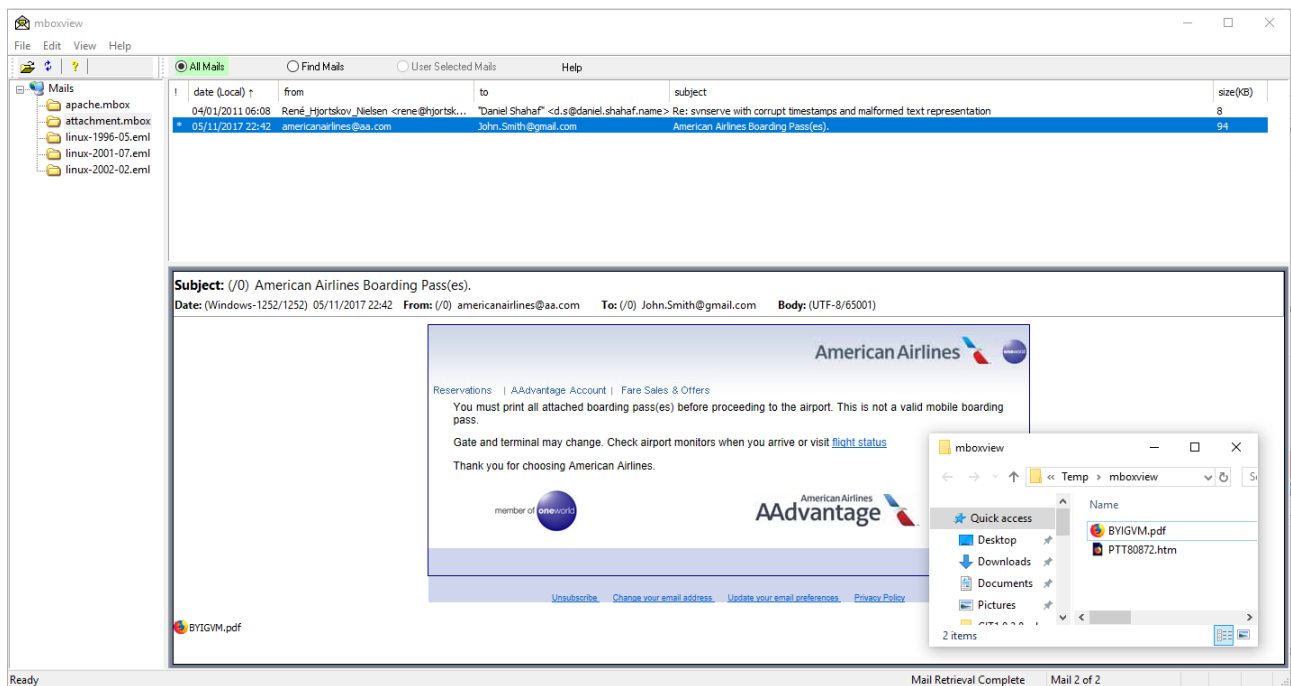 mboxview
File Edit View Help
All Mails Find Mails User Selected Mails Help
Mails
apache.mbox
attachment.mbox
linux-1996-05.eml
linux-2001-07.eml
linux-2002-02.eml
! date (Local) ↑ from to subject size(KB)
04/01/2011 06:08 René_Hjortskov_Nielsen <rene@hjortsk... "Daniel Shahaf" <d.s@daniel.shahaf.name> Re: svnserve with corrupt timestamps and malformed text representation 8
* 05/11/2017 22:42 americanairlines@aa.com John.Smith@gmail.com American Airlines Boarding Pass(es). 94
Subject: (/0) American Airlines Boarding Pass(es).
Date: (Windows-1252/1252) 05/11/2017 22:42 From: (/0) americanairlines@aa.com To: (/0) John.Smith@gmail.com Body: (UTF-8/65001)
American Airlines oneworld
Reservations | AAdvantage Account | Fare Sales & Offers
You must print all attached boarding pass(es) before proceeding to the airport. This is not a valid mobile boarding
pass.
Gate and terminal may change. Check airport monitors when you arrive or visit flight status
Thank you for choosing American Airlines.
member of oneworld
American Airlines
AAdvantage
Unsubscribe Change your email address Update your email preferences Privacy Policy
BYIGVM.pdf
mboxview
« Temp > mboxview
Name
Quick access
Desktop
Downloads
Documents
Pictures
BYIGVM.pdf
PTT80872.htm
2 items
Ready Mail Retrieval Complete Mail 2 of 2